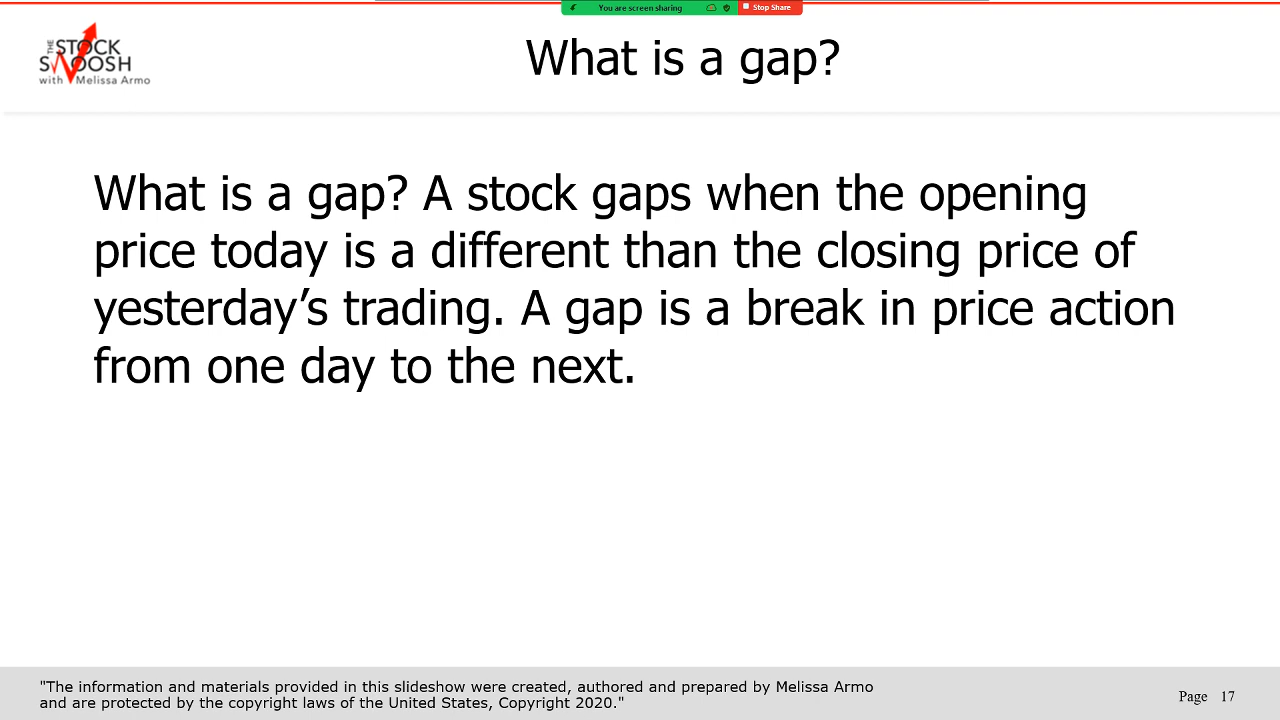 You are screen sharing
Stop Share
THE
STOCK
SWOOSH
with Melissa Armo
What is a gap?
What is a gap? A stock gaps when the opening
price today is a different than the closing price of
yesterday’s trading. A gap is a break in price action
from one day to the next.
"The information and materials provided in this slideshow were created, authored and prepared by Melissa Armo
and are protected by the copyright laws of the United States, Copyright 2020."
Page 17